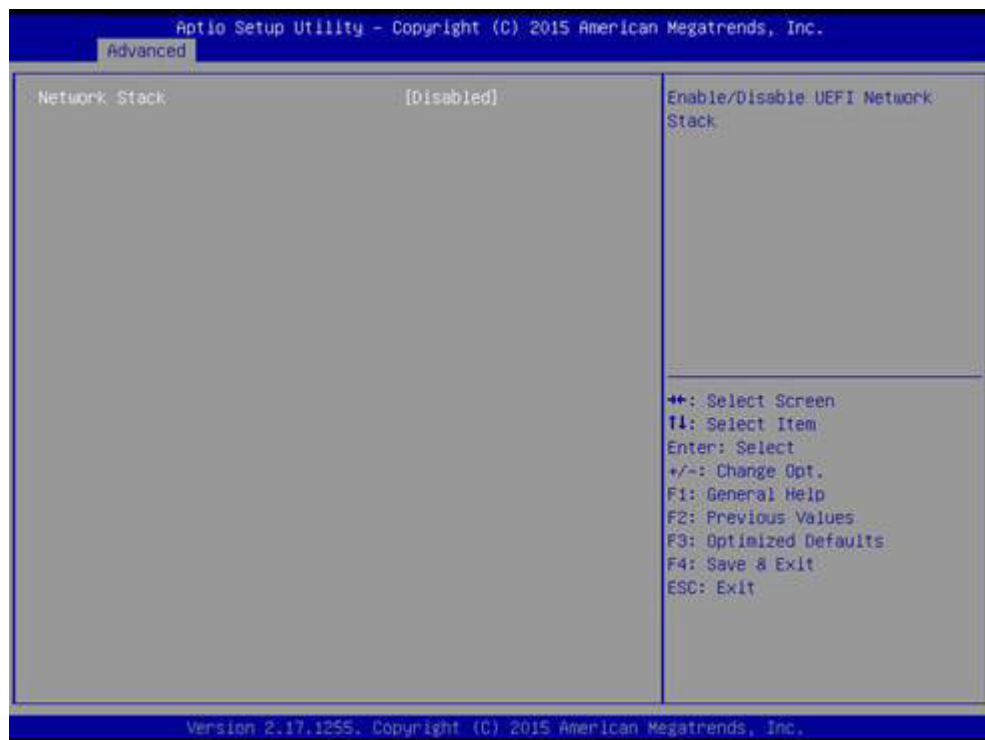 Aptio Setup Utility – Copyright (C) 2015 American Megatrends, Inc.
Advanced
Network Stack [Disabled]
Enable/Disable UEFI Network
Stack
→←: Select Screen
↑↓: Select Item
Enter: Select
+/-: Change Opt.
F1: General Help
F2: Previous Values
F3: Optimized Defaults
F4: Save & Exit
ESC: Exit
Version 2.17.1255. Copyright (C) 2015 American Megatrends, Inc.